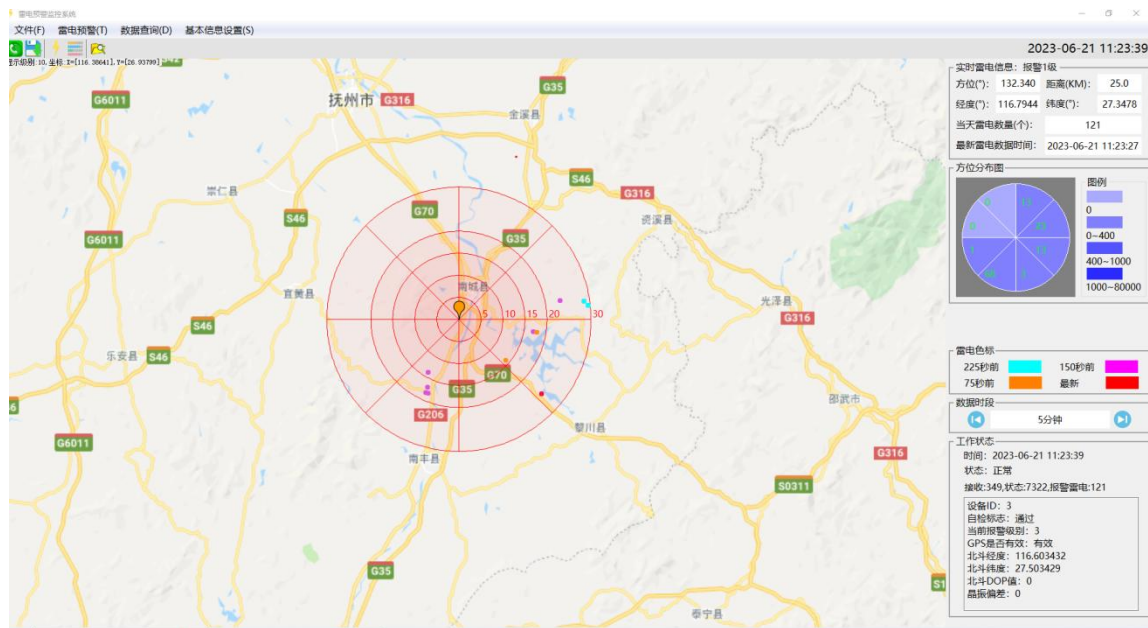 雷电预警监控系统
文件(F) 雷电预警(T) 数据查询(D) 基本信息设置(S)
2023-06-21 11:23:39
显示级别:10,坐标:X=[116.38641],Y=[26.93799]
S42
G6011
抚州市 G316
G35
金溪县
S46
崇仁县
G316
G70
S46
资溪县
G6011
G35
南城县
宜黄县
光泽县
5 10 15 20 30
G316
S46
乐安县 S46
G70
G35
邵武市
G206
黎川县
G6011
G316
南丰县
S0311
G35
S1
泰宁县
实时雷电信息: 报警1级
方位(°): 132.340 距离(KM): 25.0
经度(°): 116.7944 纬度(°): 27.3478
当天雷电数量(个): 121
最新雷电数据时间: 2023-06-21 11:23:27
方位分布图
图例
0
0~400
400~1000
1000~80000
雷电色标
225秒前 150秒前
75秒前 最新
数据时段
5分钟
工作状态
时间: 2023-06-21 11:23:39
状态: 正常
接收:349,状态:7322,报警雷电:121
设备ID: 3
自检标志: 通过
当前报警级别: 3
GPS是否有效: 有效
北斗经度: 116.603432
北斗纬度: 27.503429
北斗DOP值: 0
晶振偏差: 0